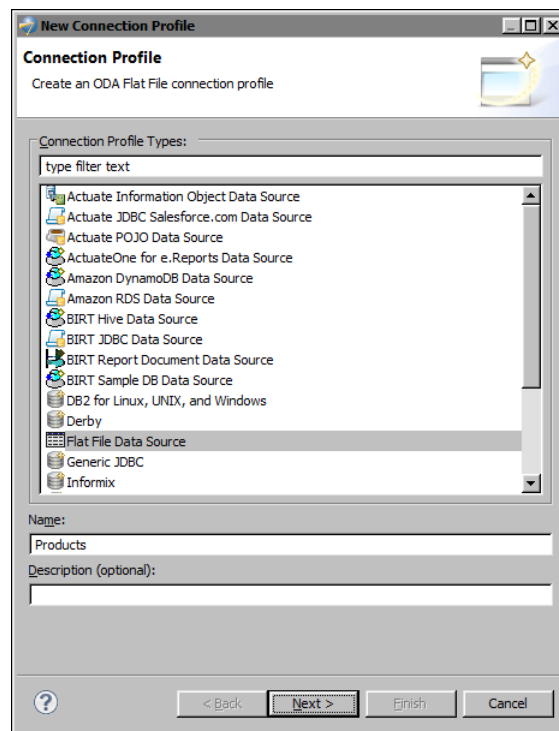 New Connection Profile
Connection Profile
Create an ODA Flat File connection profile
Connection Profile Types:
type filter text
Actuate Information Object Data Source
Actuate JDBC Salesforce.com Data Source
Actuate POJO Data Source
ActuateOne for e.Reports Data Source
Amazon DynamoDB Data Source
Amazon RDS Data Source
BIRT Hive Data Source
BIRT JDBC Data Source
BIRT Report Document Data Source
BIRT Sample DB Data Source
DB2 for Linux, UNIX, and Windows
Derby
Flat File Data Source
Generic JDBC
Informix
Name:
Products
Description (optional):
? < Back Next > Finish Cancel